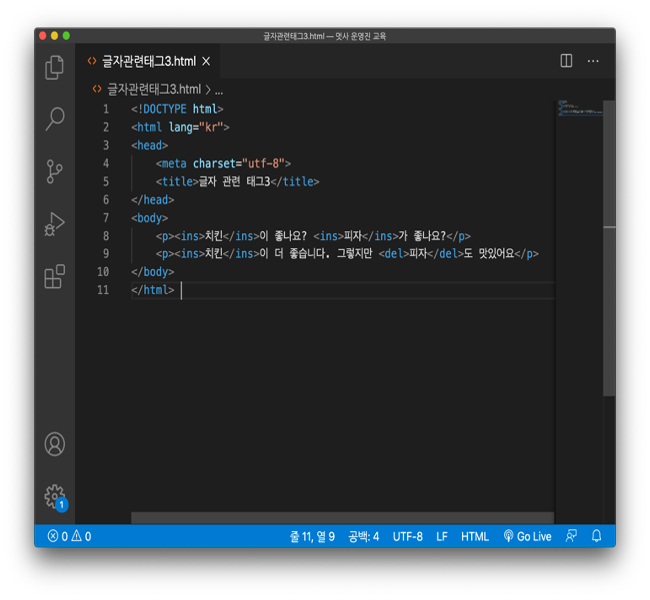 글자관련태그3.html — 멋사 운영진 교육
글자관련태그3.html
글자관련태그3.html > ...
1 <!DOCTYPE html>
2 <html lang="kr">
3 <head>
4 <meta charset="utf-8">
5 <title>글자 관련 태그3</title>
6 </head>
7 <body>
8 <p><ins>치킨</ins>이 좋나요? <ins>피자</ins>가 좋나요?</p>
9 <p><ins>치킨</ins>이 더 좋습니다. 그렇지만 <del>피자</del>도 맛있어요</p>
10 </body>
11 </html>
1
0 0 줄 11, 열 9 공백: 4 UTF-8 LF HTML Go Live